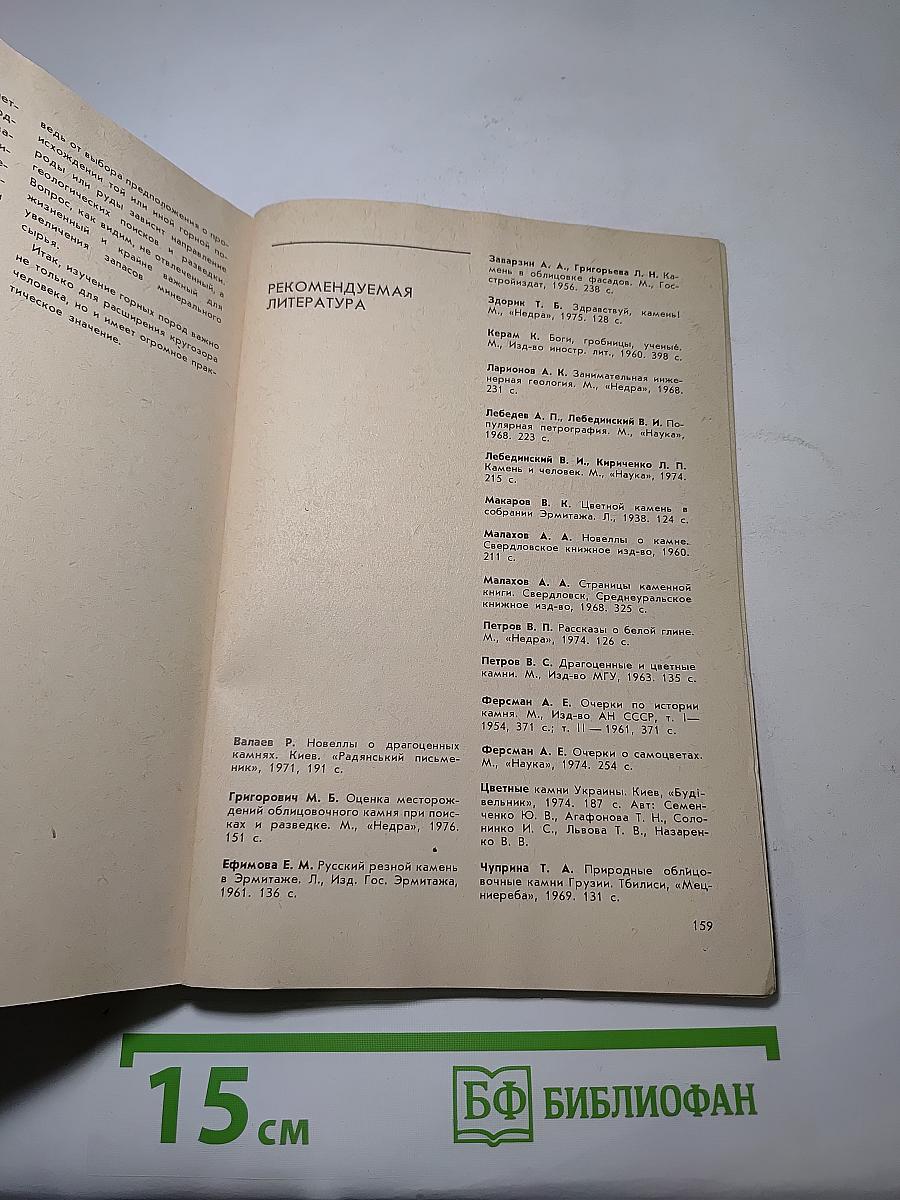 ведь от выбора предположения о про-
исхождении той или иной горной по-
роды или руды зависит направление
геологических поисков и разведки.
Вопрос, как видим, не отвлеченный, а
жизненный и крайне важный для
увеличения запасов минерального
сырья.
Итак, изучение горных пород важно
не только для расширения кругозора
человека, но и имеет огромное прак-
тическое значение.
РЕКОМЕНДУЕМАЯ
ЛИТЕРАТУРА
Валаев Р. Новеллы о драгоценных
камнях. Киев. «Радянський письме-
ник», 1971, 191 с.
Григорович М. Б. Оценка месторож-
дений облицовочного камня при поис-
ках и разведке. М., «Недра», 1976.
151 с.
Ефимова Е. М. Русский резной камень
в Эрмитаже. Л., Изд. Гос. Эрмитажа,
1961. 136 с.
Заварзин А. А., Григорьева Л. Н. Ка-
мень в облицовке фасадов. М., Гос-
стройиздат, 1956. 238 с.
Здорик Т. Б. Здравствуй, камень!
М., «Недра», 1975. 128 с.
Керам К. Боги, гробницы, ученые.
М., Изд-во иностр. лит., 1960. 398 с.
Ларионов А. К. Занимательная инже-
нерная геология. М., «Недра», 1968.
231 с.
Лебедев А. П., Лебединский В. И. По-
пулярная петрография. М., «Наука»,
1968. 223 с.
Лебединский В. И., Кириченко Л. П.
Камень и человек. М., «Наука», 1974.
215 с.
Макаров В. К. Цветной камень в
собрании Эрмитажа. Л., 1938. 124 с.
Малахов А. А. Новеллы о камне.
Свердловское книжное изд-во, 1960.
211 с.
Малахов А. А. Страницы каменной
книги. Свердловск, Среднеуральское
книжное изд-во, 1968. 325 с.
Петров В. П. Рассказы о белой глине.
М., «Недра», 1974. 126 с.
Петров В. С. Драгоценные и цветные
камни. М., Изд-во МГУ, 1963. 135 с.
Ферсман А. Е. Очерки по истории
камня. М., Изд-во АН СССР, т. I—
1954, 371 с.; т. II — 1961, 371 с.
Ферсман А. Е. Очерки о самоцветах.
М., «Наука», 1974. 254 с.
Цветные камни Украины. Киев, «Буді-
вельник», 1974. 187 с. Авт: Семен-
ченко Ю. В., Агафонова Т. Н., Соло-
нинко И. С., Львова Т. В., Назарен-
ко В. В.
Чуприна Т. А. Природные облицо-
вочные камни Грузии. Тбилиси, «Мец-
ниереба», 1969. 131 с.
159
15 см
БФ БИБЛИОФАН